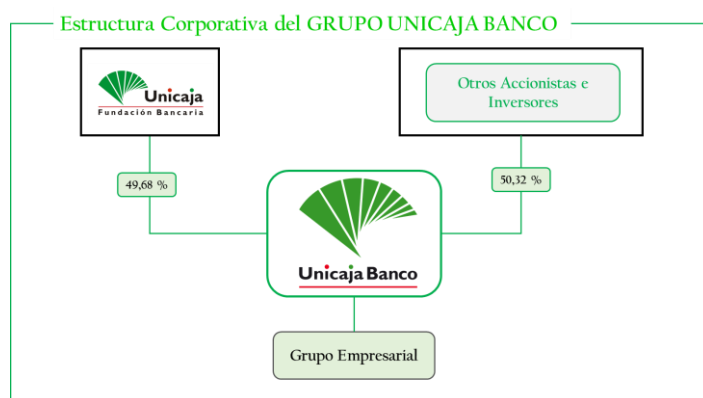 Estructura Corporativa del GRUPO UNICAJA BANCO
Unicaja
Fundación Bancaria
Otros Accionistas e
Inversores
49,68 %
50,32 %
Unicaja Banco
Grupo Empresarial